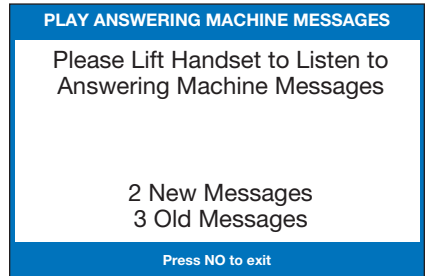 PLAY ANSWERING MACHINE MESSAGES
Please Lift Handset to Listen to
Answering Machine Messages
2 New Messages
3 Old Messages
Press NO to exit